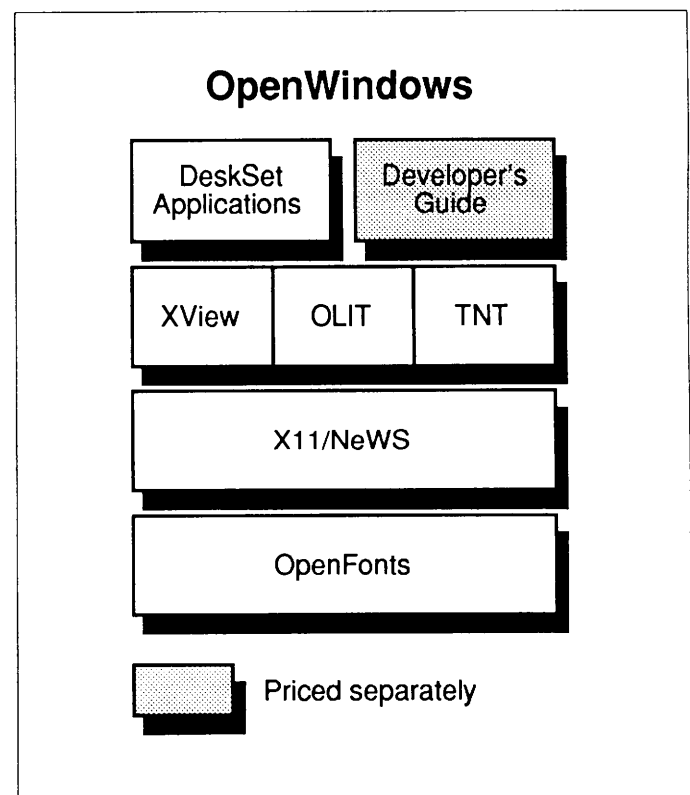 OpenWindows
DeskSet
Applications
Developer's
Guide
XView
OLIT
TNT
X11/NeWS
OpenFonts
Priced separately